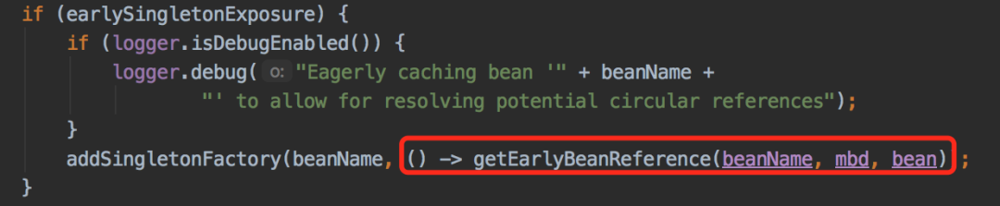 if (earlySingletonExposure) {
if (logger.isDebugEnabled()) {
logger.debug( o: "Eagerly caching bean '" + beanName +
"' to allow for resolving potential circular references");
}
addSingletonFactory(beanName, () -> getEarlyBeanReference(beanName, mbd, bean));
}